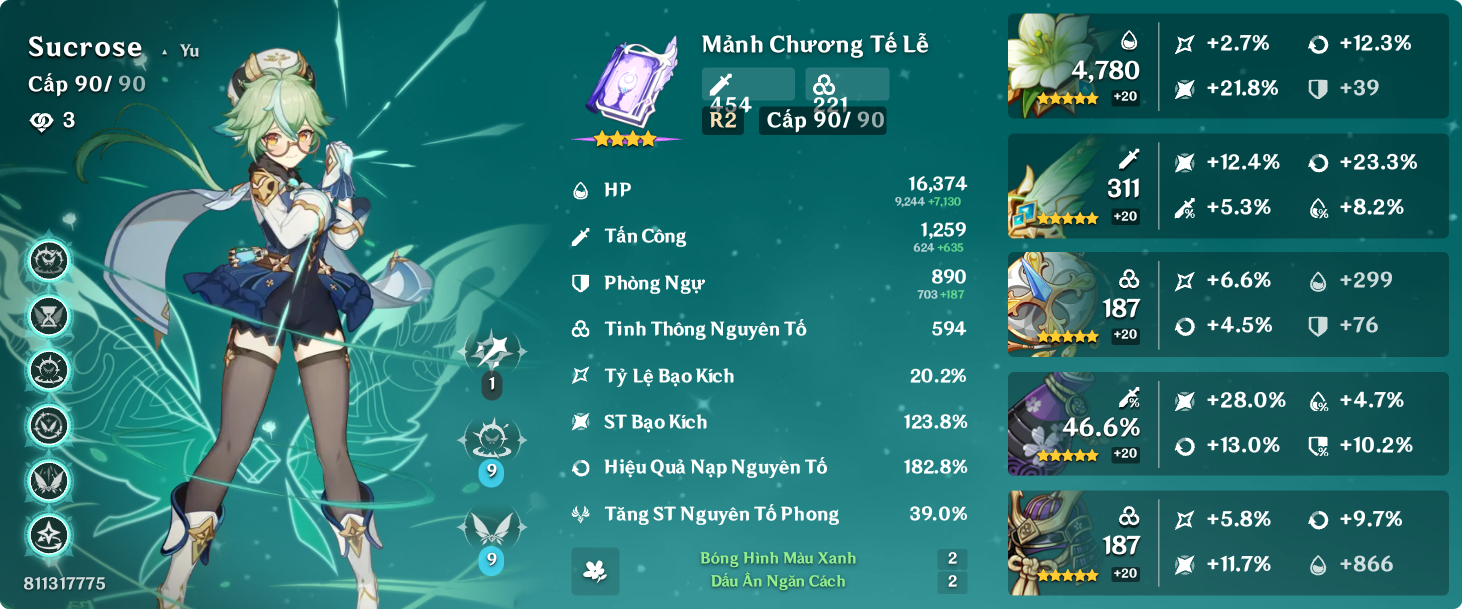 Sucrose • Yu
Cấp 90/ 90
3
811317775
1
9
9
Mảnh Chương Tế Lễ
454 221
R2 Cấp 90/ 90
HP 16,374
9,244 +7,130
Tấn Công 1,259
624 +635
Phòng Ngự 890
703 +187
Tinh Thông Nguyên Tố 594
Tỷ Lệ Bạo Kích 20.2%
ST Bạo Kích 123.8%
Hiệu Quả Nạp Nguyên Tố 182.8%
Tăng ST Nguyên Tố Phong 39.0%
Bóng Hình Màu Xanh 2
Dấu Ấn Ngăn Cách 2
4,780
+20
+2.7% +12.3%
+21.8% +39
311
+20
+12.4% +23.3%
+5.3% +8.2%
187
+20
+6.6% +299
+4.5% +76
46.6%
+20
+28.0% +4.7%
+13.0% +10.2%
187
+20
+5.8% +9.7%
+11.7% +866